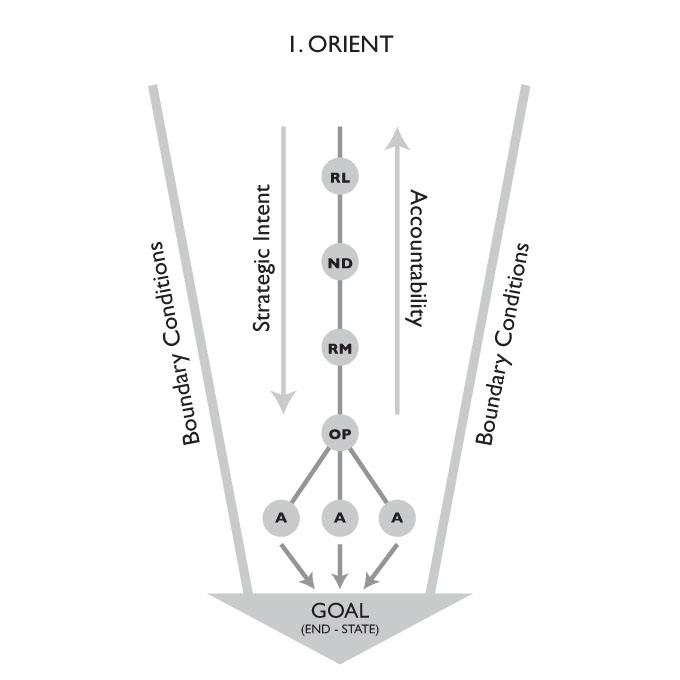 1. ORIENT
RL
Strategic Intent
Accountability
ND
Boundary Conditions
Boundary Conditions
RM
OP
A
A
A
GOAL
(END - STATE)